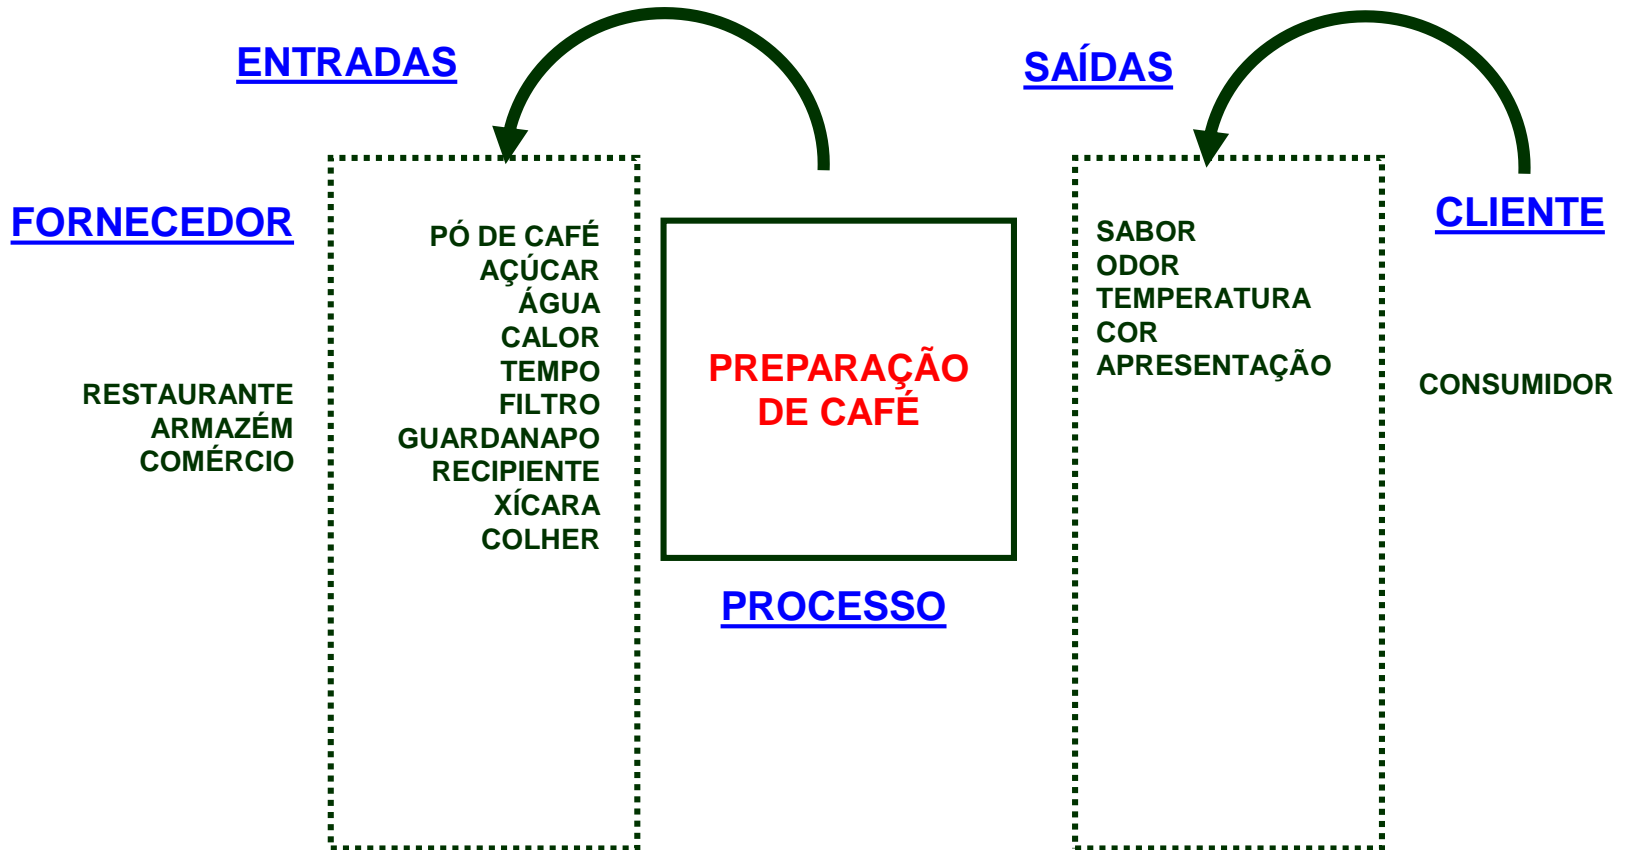 ENTRADAS
SAÍDAS
FORNECEDOR
RESTAURANTE
ARMAZÉM
COMÉRCIO
PÓ DE CAFÉ
AÇÚCAR
ÁGUA
CALOR
TEMPO
FILTRO
GUARDANAPO
RECIPIENTE
XÍCARA
COLHER
PREPARAÇÃO
DE CAFÉ
PROCESSO
SABOR
ODOR
TEMPERATURA
COR
APRESENTAÇÃO
CLIENTE
CONSUMIDOR